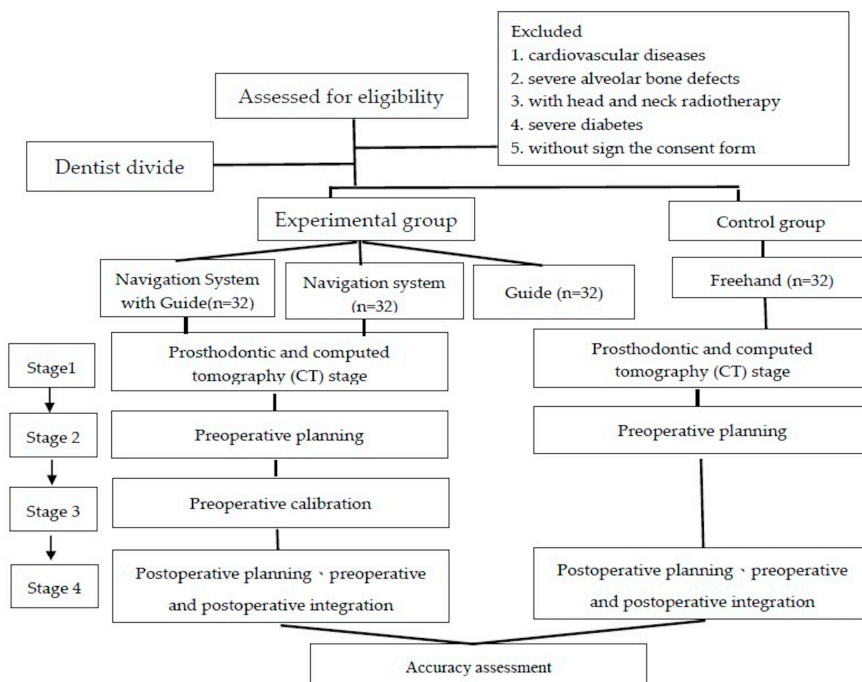 Excluded
1. cardiovascular diseases
2. severe alveolar bone defects
3. with head and neck radiotherapy
4. severe diabetes
5. without sign the consent form
Assessed for eligibility
Dentist divide
Experimental group
Control group
Navigation System
with Guide(n=32)
Navigation system
(n=32)
Guide (n=32)
Freehand (n=32)
Stage1
Prosthodontic and computed
tomography (CT) stage
Prosthodontic and computed
tomography (CT) stage
Stage 2
Preoperative planning
Preoperative planning
Stage 3
Preoperative calibration
Stage 4
Postoperative planning、preoperative
and postoperative integration
Postoperative planning、preoperative
and postoperative integration
Accuracy assessment